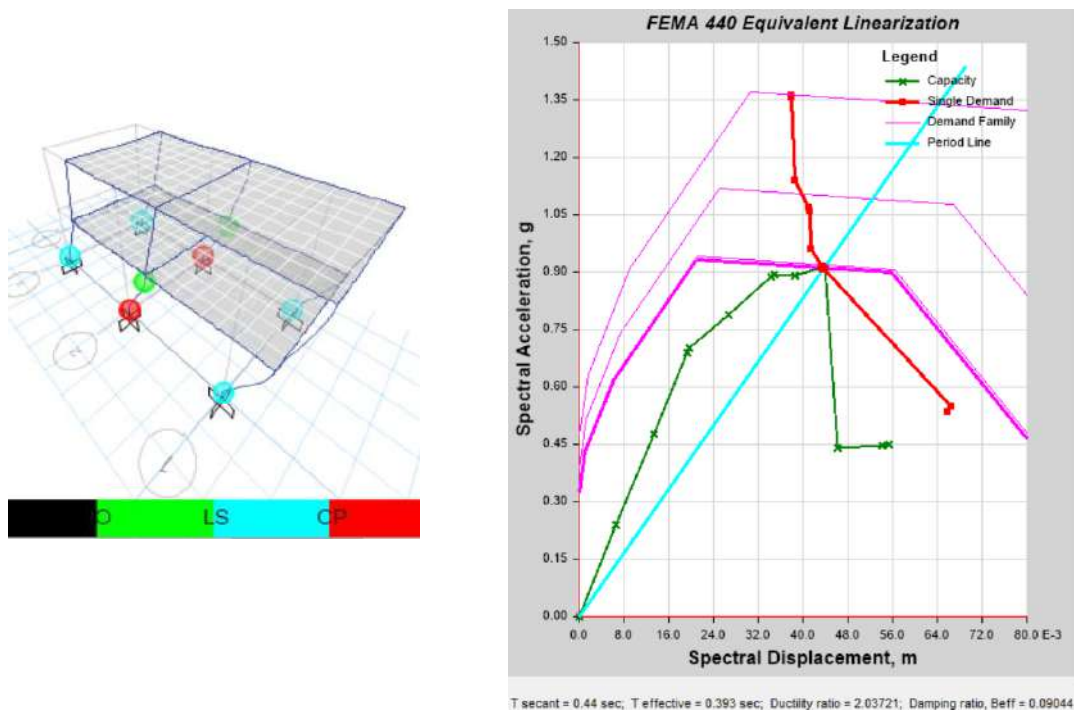 IO
LS
CP
FEMA 440 Equivalent Linearization
Legend
Capacity
Single Demand
Demand Family
Period Line
Spectral Acceleration, g
1.50
1.35
1.20
1.05
0.90
0.75
0.60
0.45
0.30
0.15
0.00
0.0 8.0 16.0 24.0 32.0 40.0 48.0 56.0 64.0 72.0 80.0 E-3
Spectral Displacement, m
T secant = 0.44 sec; T effective = 0.393 sec; Ductility ratio = 2.03721; Damping ratio, Beff = 0.09044